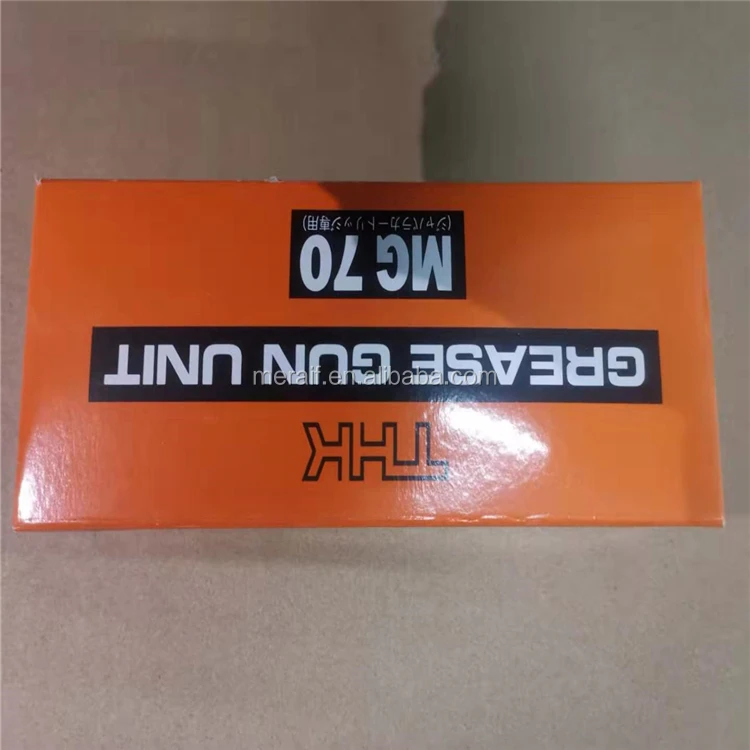 THK
GREASE GUN UNIT
MG 70
(ジャバラカートリッジ専用)
meraif.en.alibaba.com